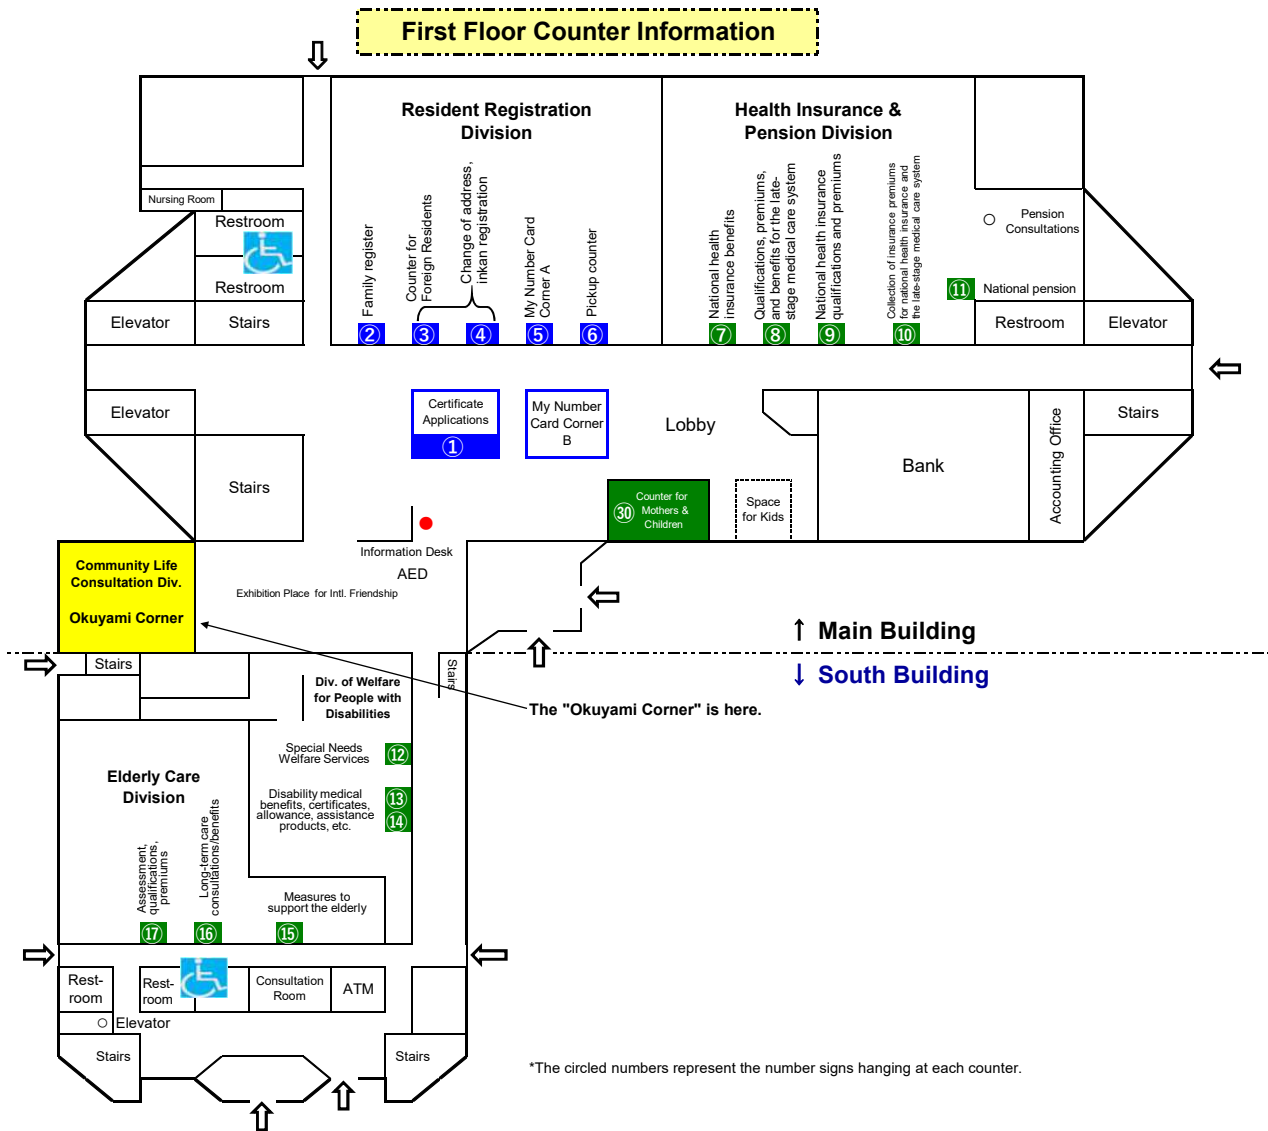 First Floor Counter Information
Resident Registration
Division
Health Insurance &
Pension Division
Nursing Room
Restroom
Restroom
Elevator
Stairs
Family register
②
Counter for
Foreign Residents
③
Change of address,
inkan registration
④
My Number Card
Corner A
⑤
Pickup counter
⑥
National health
insurance benefits
⑦
Qualifications, premiums,
and benefits for the late-
stage medical care system
⑧
National health insurance
qualifications and premiums
⑨
Collection of insurance premiums
for national health insurance and
the late-stage medical care system
⑩
Pension
Consultations
⑪
National pension
Restroom
Elevator
Elevator
Stairs
Certificate
Applications
①
My Number
Card Corner
B
Lobby
Bank
Accounting Office
Stairs
㉚
Counter for
Mothers &
Children
Space
for Kids
Information Desk
AED
Exhibition Place for Intl. Friendship
Community Life
Consultation Div.
Okuyami Corner
↑ Main Building
↓ South Building
Stairs
Stairs
The "Okuyami Corner" is here.
Div. of Welfare
for People with
Disabilities
Special Needs
Welfare Services
⑫
Disability medical
benefits, certificates,
allowance, assistance
products, etc.
⑬
⑭
Elderly Care
Division
Assessment,
qualifications,
premiums
⑰
Long-term care
consultations/benefits
⑯
Measures to
support the elderly
⑮
Rest-
room
Rest-
room
Consultation
Room
ATM
Elevator
Stairs
Stairs
*The circled numbers represent the number signs hanging at each counter.